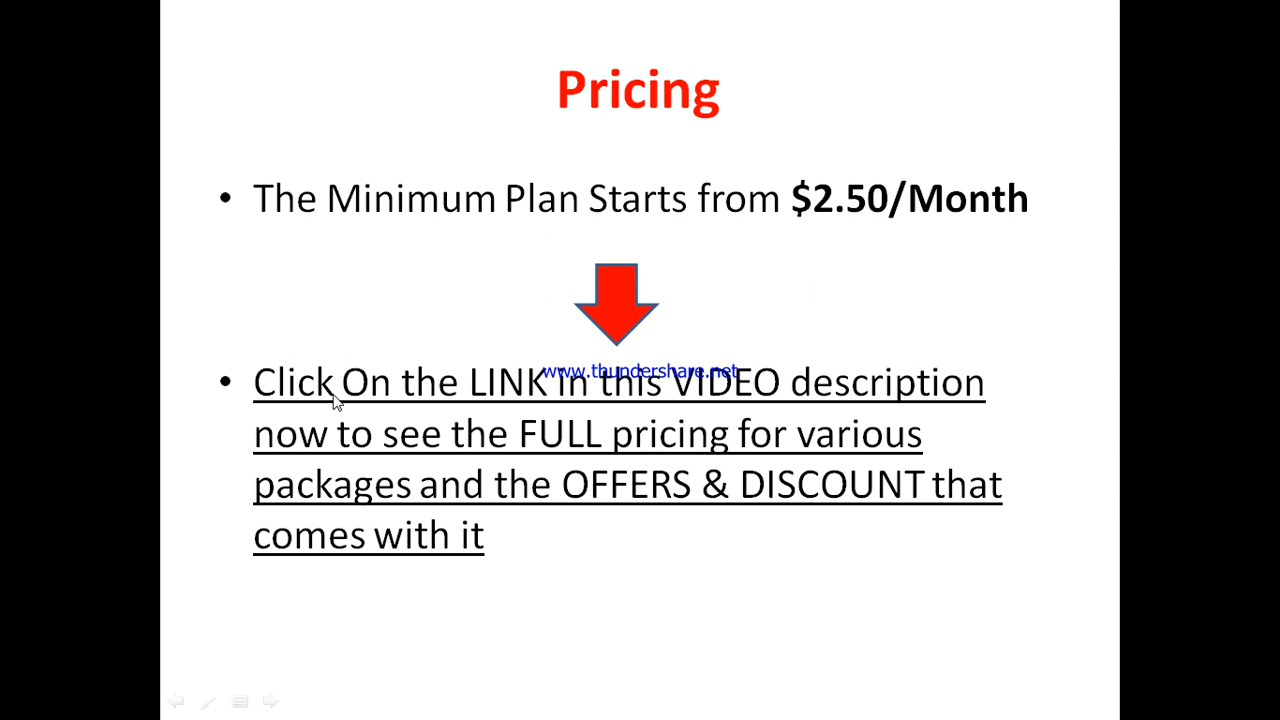 Pricing
• The Minimum Plan Starts from $2.50/Month
www.thundershare.net
• Click On the LINK in this VIDEO description
now to see the FULL pricing for various
packages and the OFFERS & DISCOUNT that
comes with it